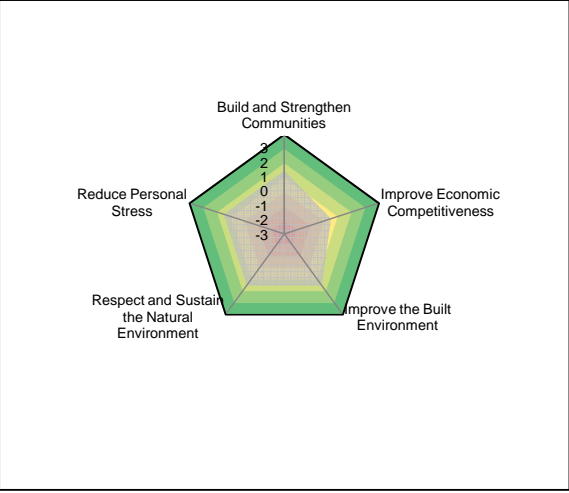 Build and Strengthen
Communities
3
2
1
0
-1
-2
-3
Improve Economic
Competitiveness
Improve the Built
Environment
Respect and Sustain
the Natural
Environment
Reduce Personal
Stress